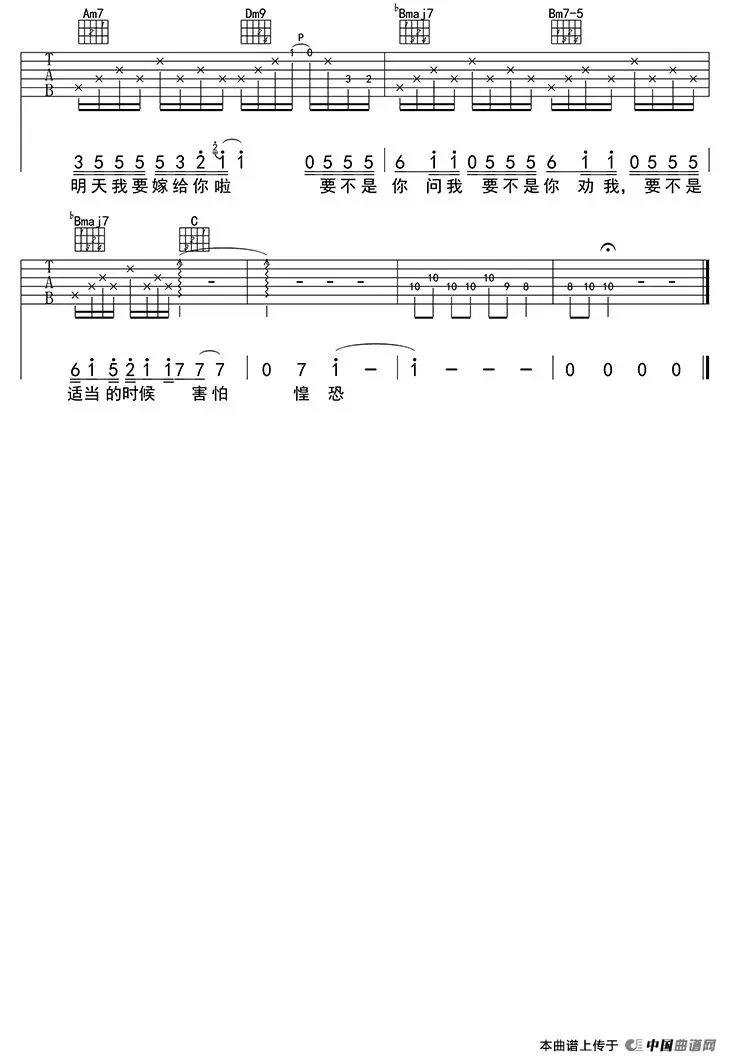 Am7 Dm9 ♭Bmaj7 Bm7-5
P
T
A
B
1 0 3 2
3 5 5 5 5 3 2 2 1 1 0 5 5 5 6 1 1 0 5 5 5 6 1 1 0 5 5 5
明天我要嫁给你啦 要不是你 问我 要不是你 劝我，要不是
♭Bmaj7 C
T
A
B
- - - - - 10 10 10 10 10 9 8 8 10 10 - -
6 1 5 2 1 1 7 7 7 0 7 1 - 1 - - - 0 0 0 0
适当的时候 害怕 惶恐
本曲谱上传于 中国曲谱网